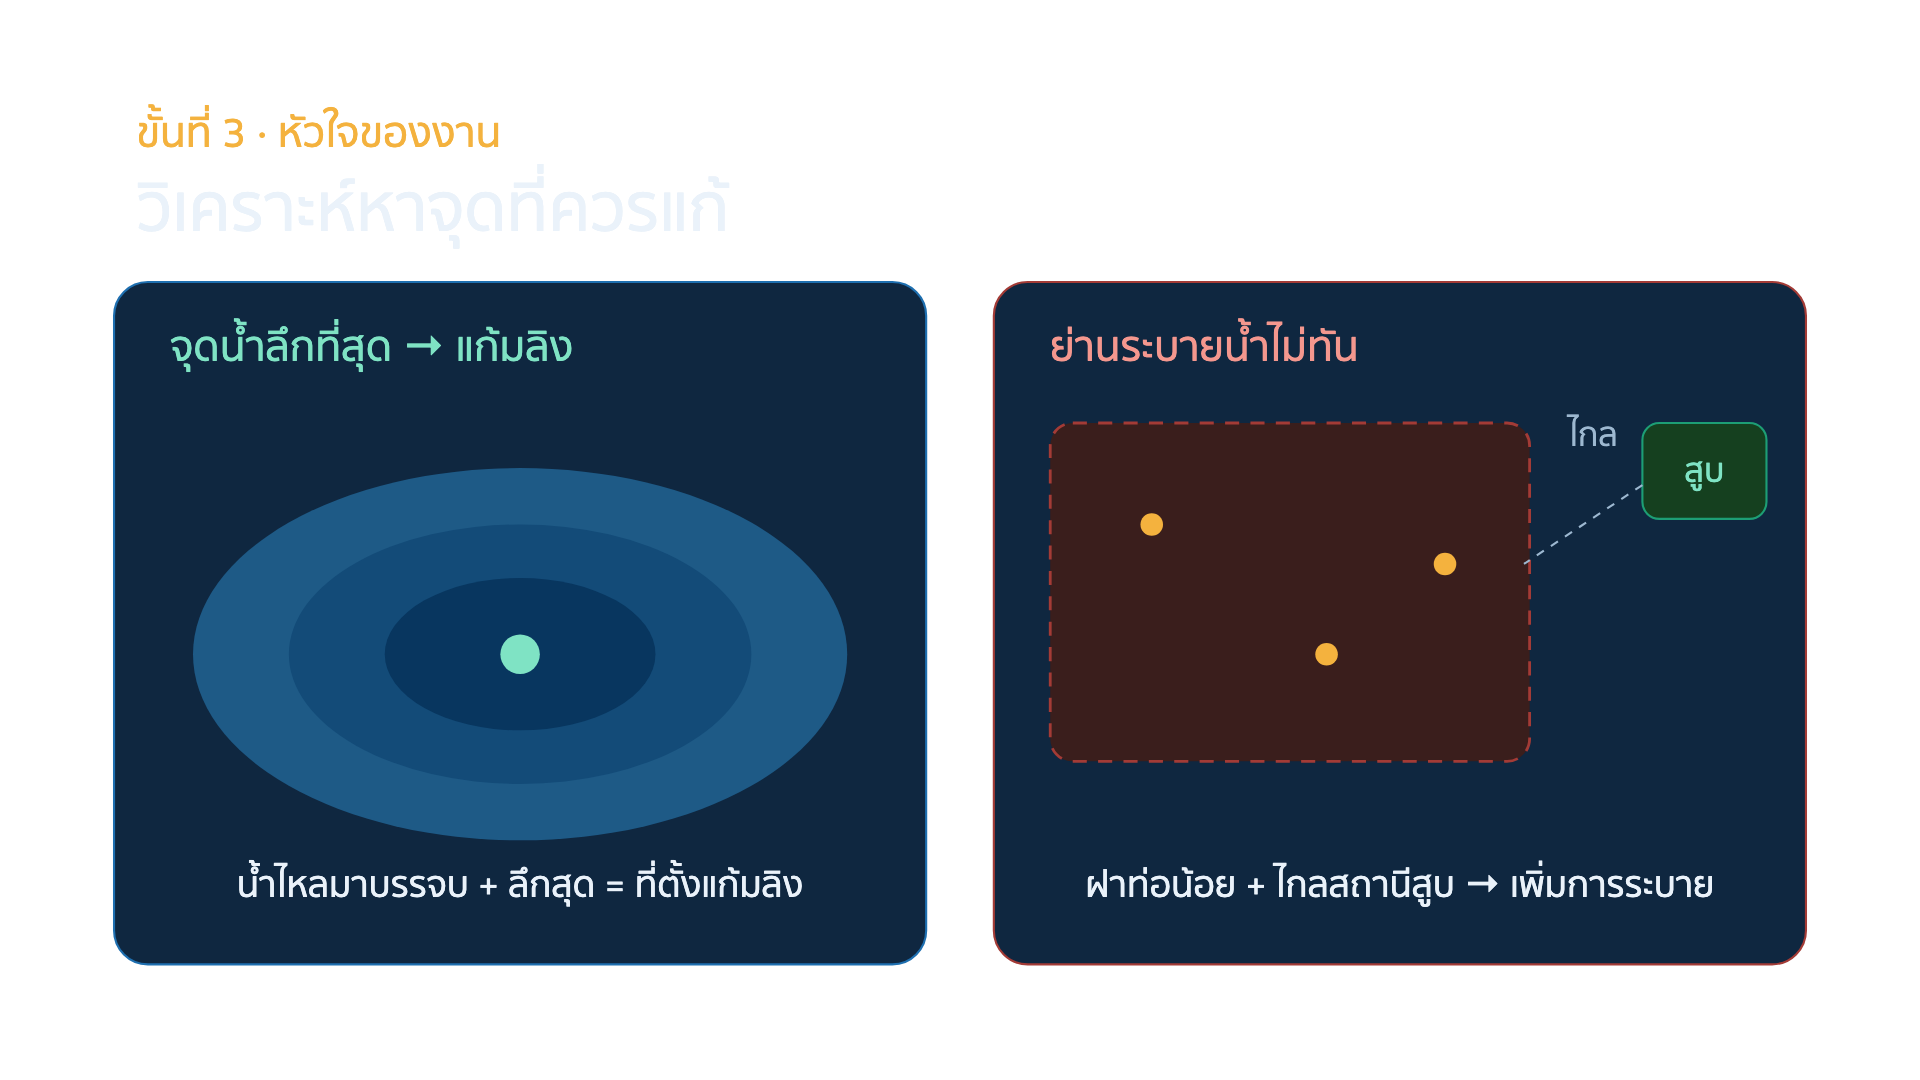 ขั้นที่ 3 · หัวใจของงาน
วิเคราะห์หาจุดที่ควรแก้
จุดน้ำลึกที่สุด → แก้มลิง
น้ำไหลมาบรรจบ + ลึกสุด = ที่ตั้งแก้มลิง
ย่านระบายน้ำไม่ทัน
ไกล
สูบ
ฝาท่อน้อย + ไกลสถานีสูบ → เพิ่มการระบาย